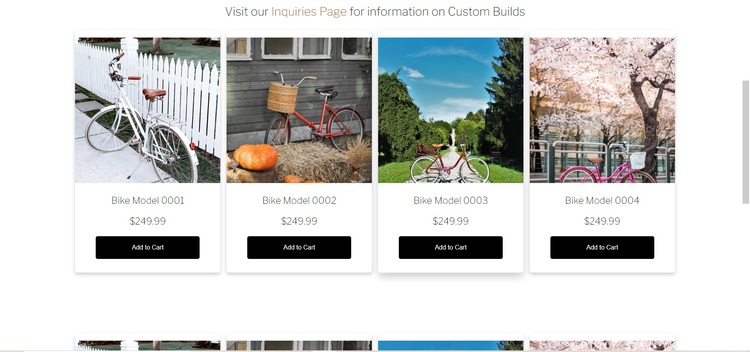 Visit our Inquiries Page for information on Custom Builds
Bike Model 0001
$249.99
Add to Cart
Bike Model 0002
$249.99
Add to Cart
Bike Model 0003
$249.99
Add to Cart
Bike Model 0004
$249.99
Add to Cart